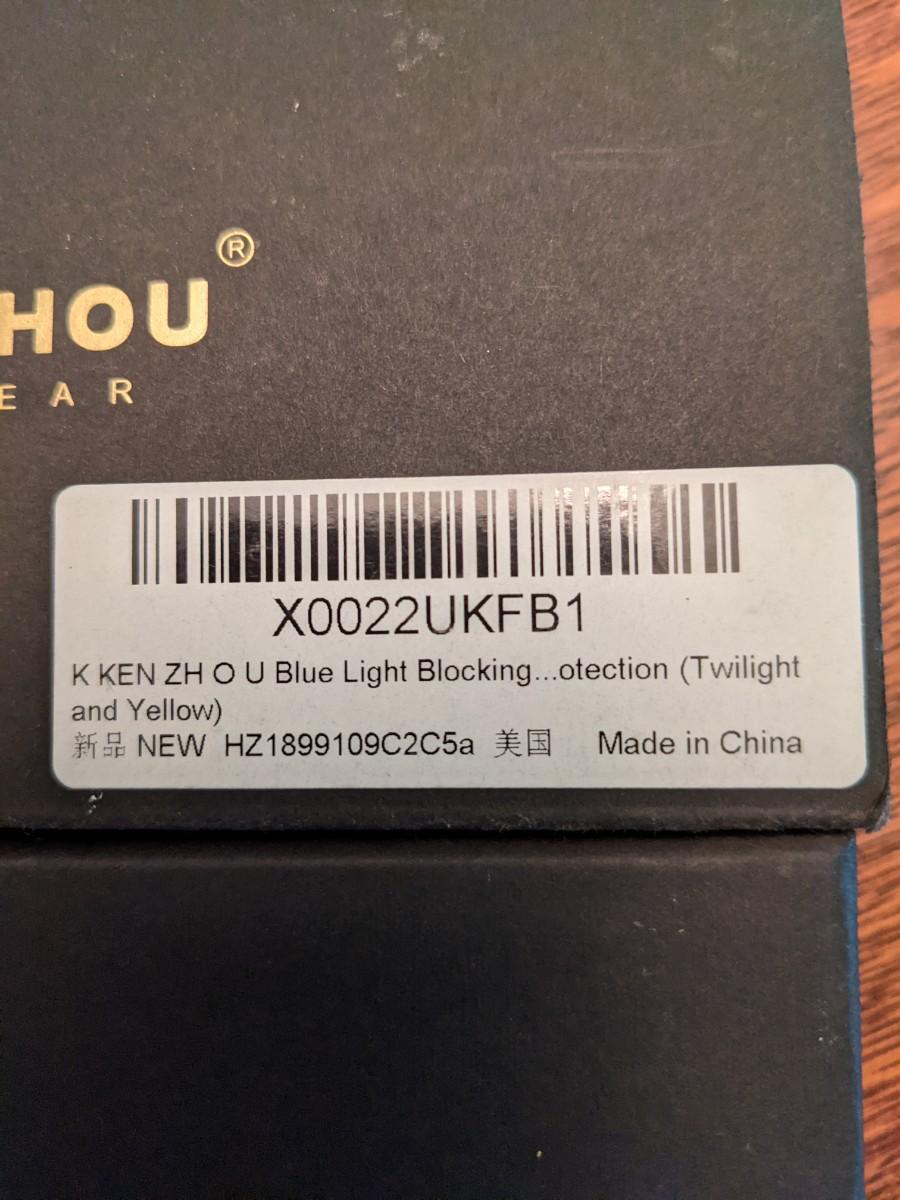 ®
HOU
EAR
X0022UKFB1
K KEN ZH O U Blue Light Blocking...otection (Twilight
and Yellow)
新品 NEW HZ1899109C2C5a 美国 Made in China